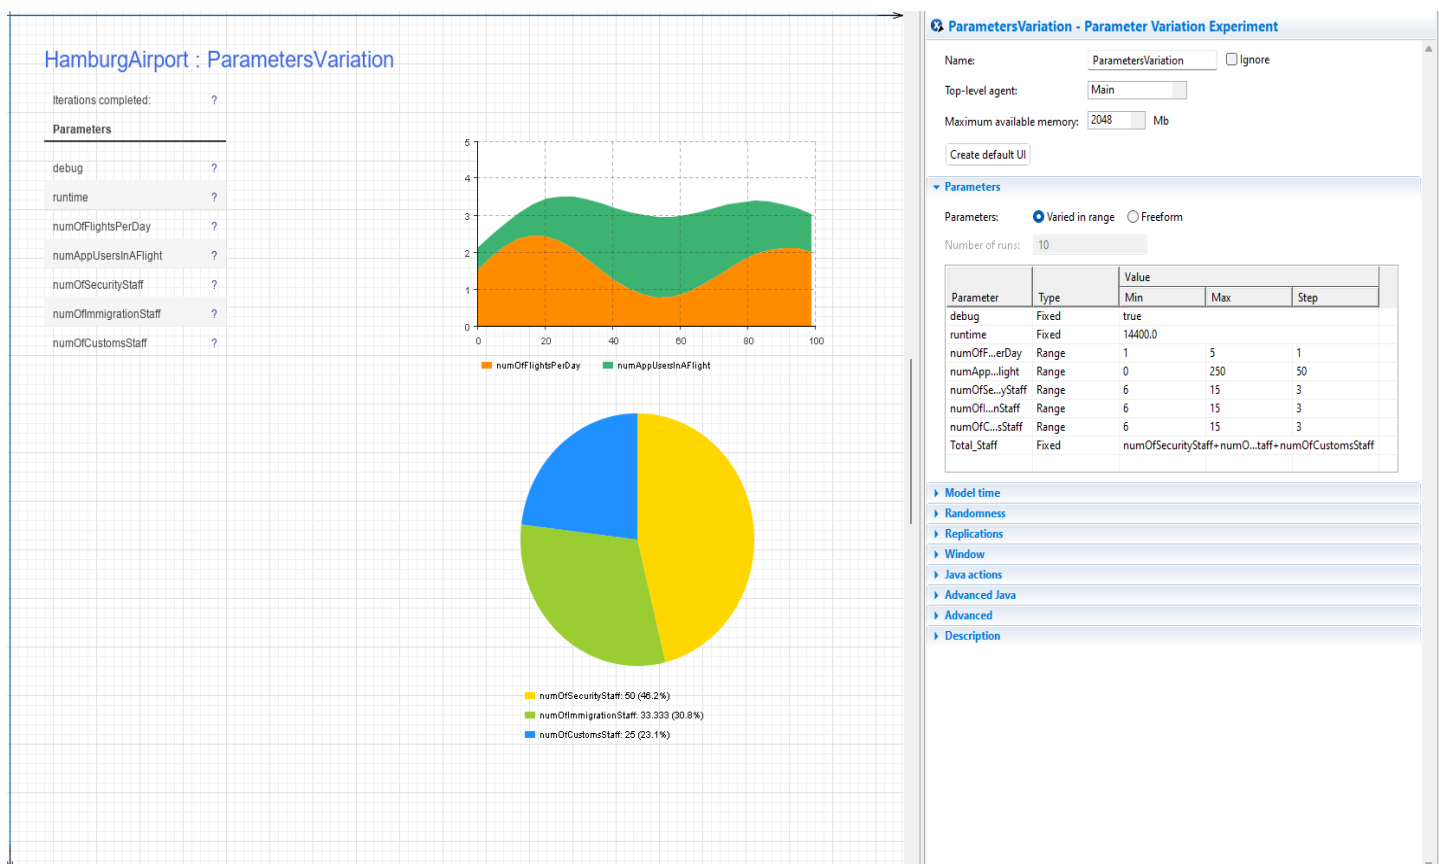 HamburgAirport : ParametersVariation
Iterations completed: ?
Parameters
debug ?
runtime ?
numOfFlightsPerDay ?
numAppUsersInAFlight ?
numOfSecurityStaff ?
numOfImmigrationStaff ?
numOfCustomsStaff ?
5
4
3
2
1
0
0 20 40 60 80 100
numOfFlightsPerDay numAppUsersInAFlight
numOfSecurityStaff: 50 (46.2%)
numOfImmigrationStaff: 33.333 (30.8%)
numOfCustomsStaff: 25 (23.1%)
ParametersVariation - Parameter Variation Experiment
Name: ParametersVariation Ignore
Top-level agent: Main
Maximum available memory: 2048 Mb
Create default UI
Parameters
Parameters: Varied in range Freeform
Number of runs: 10
Value
Parameter Type Min Max Step
debug Fixed true
runtime Fixed 14400.0
numOfF...erDay Range 1 5 1
numApp...light Range 0 250 50
numOfSe...yStaff Range 6 15 3
numOfI...nStaff Range 6 15 3
numOfC...sStaff Range 6 15 3
Total_Staff Fixed numOfSecurityStaff+numO...taff+numOfCustomsStaff
Model time
Randomness
Replications
Window
Java actions
Advanced Java
Advanced
Description